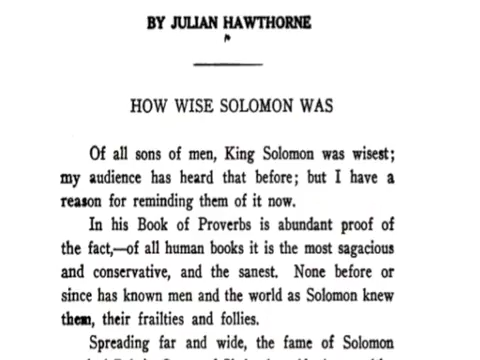 BY JULIAN HAWTHORNE
HOW WISE SOLOMON WAS
Of all sons of men, King Solomon was wisest;
my audience has heard that before; but I have a
reason for reminding them of it now.
In his Book of Proverbs is abundant proof of
the fact,—of all human books it is the most sagacious
and conservative, and the sanest. None before or
since has known men and the world as Solomon knew
them, their frailties and follies.
Spreading far and wide, the fame of Solomon